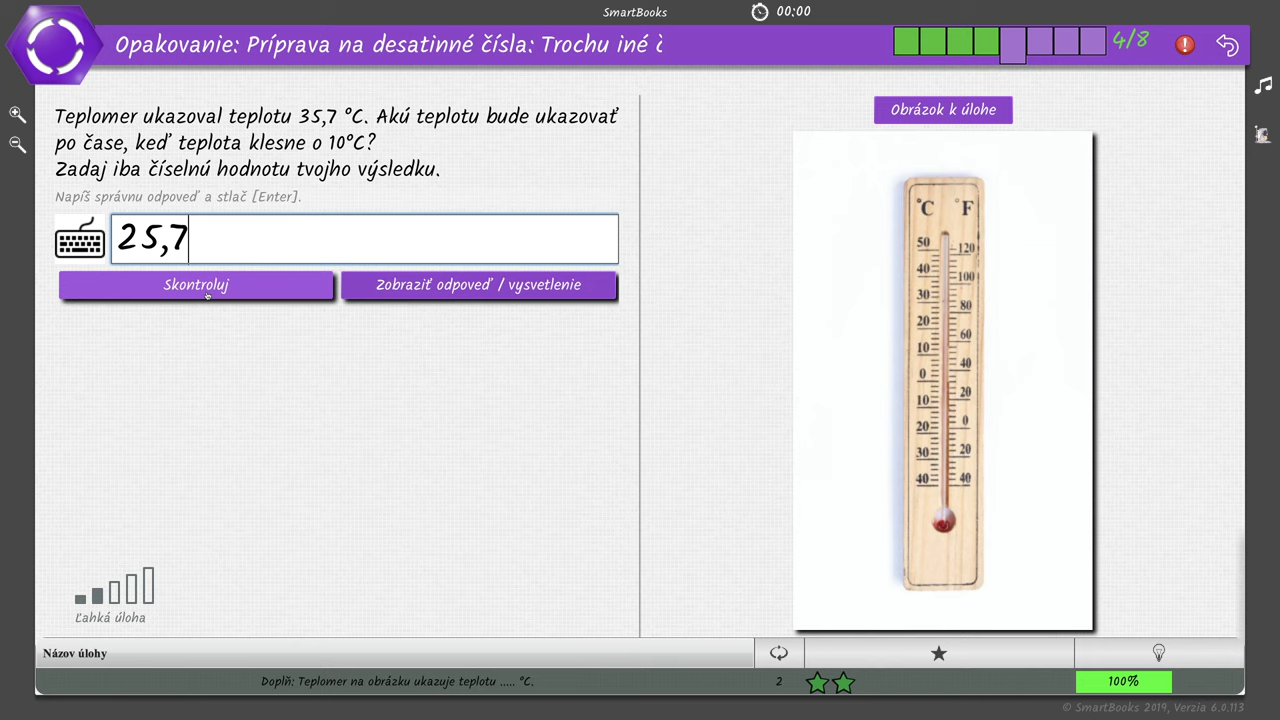 SmartBooks
00:00
Opakovanie: Príprava na desatinné čísla: Trochu iné č
4/8
Teplomer ukazoval teplotu 35,7 °C. Akú teplotu bude ukazovať
po čase, keď teplota klesne o 10°C?
Zadaj iba číselnú hodnotu tvojho výsledku.
Napíš správnu odpoveď a stlač [Enter].
25,7
Skontroluj
Zobraziť odpoveď / vysvetlenie
Obrázok k úlohe
°C °F
50 120
40 100
30 80
20 60
10 40
0 20
10 0
20 20
30 40
40
Ľahká úloha
Názov úlohy
Doplň: Teplomer na obrázku ukazuje teplotu ..... °C.
2
100%
© SmartBooks 2019, Verzia 6.0.113